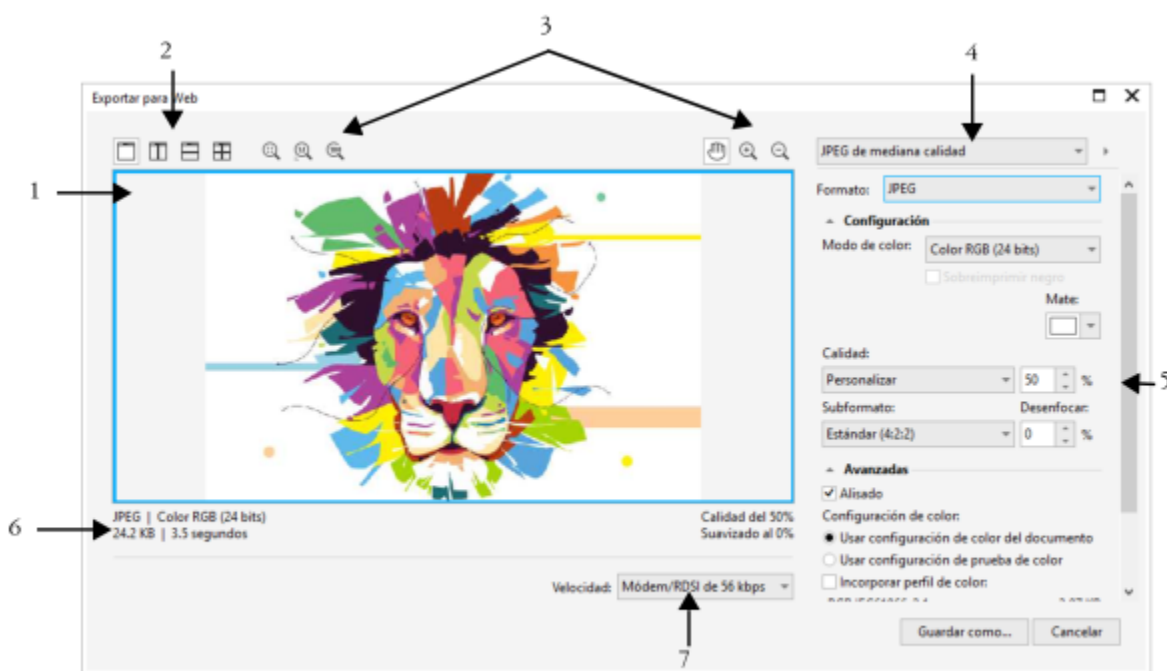 3
2
4
Exportar para Web
JPEG de mediana calidad
1
Formato: JPEG
Configuración
Modo de color: Color RGB (24 bits)
Sobreimprimir negro
Mate:
Calidad:
Personalizar 50 %
5
Subformato: Desenfocar:
Estándar (4:2:2) 0 %
Avanzadas
Alisado
JPEG | Color RGB (24 bits) Calidad del 50%
6
24.2 KB | 3.5 segundos Suavizado al 0%
Configuración de color:
Usar configuración de color del documento
Usar configuración de prueba de color
Incorporar perfil de color:
Velocidad: Módem/RDSI de 56 kbps
Guardar como... Cancelar
7